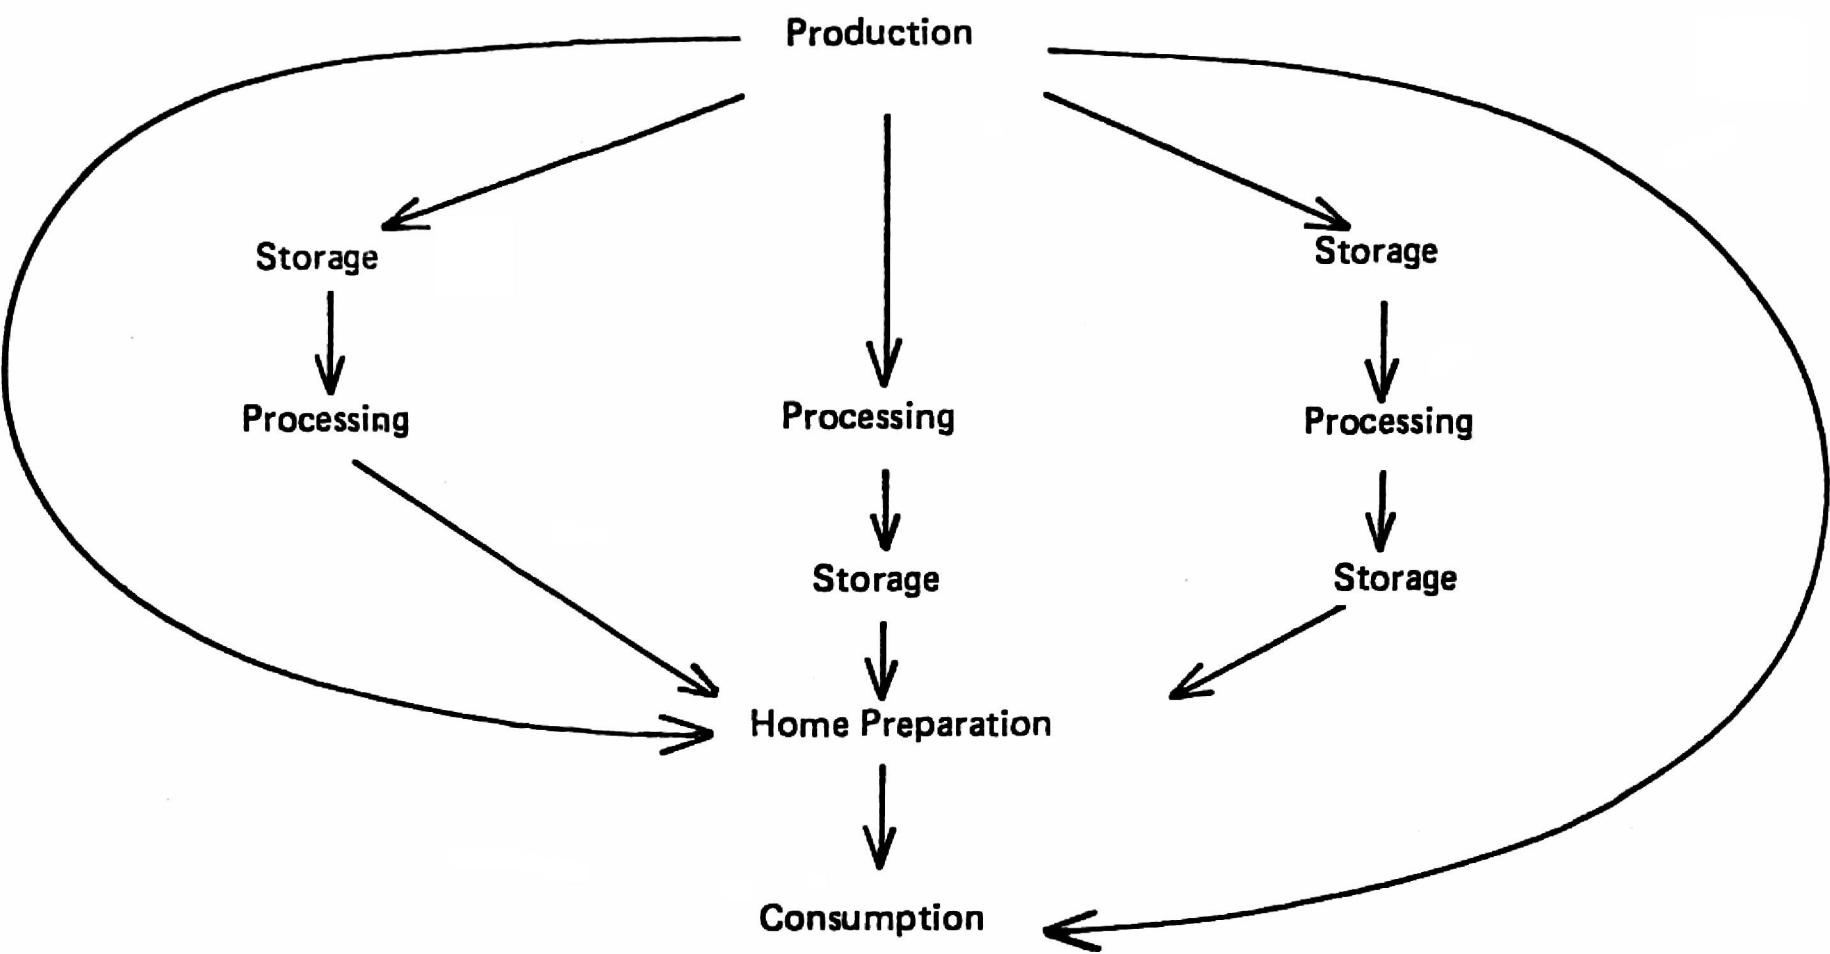 Production
Storage
Storage
Processing
Processing
Processing
Storage
Storage
Home Preparation
Consumption